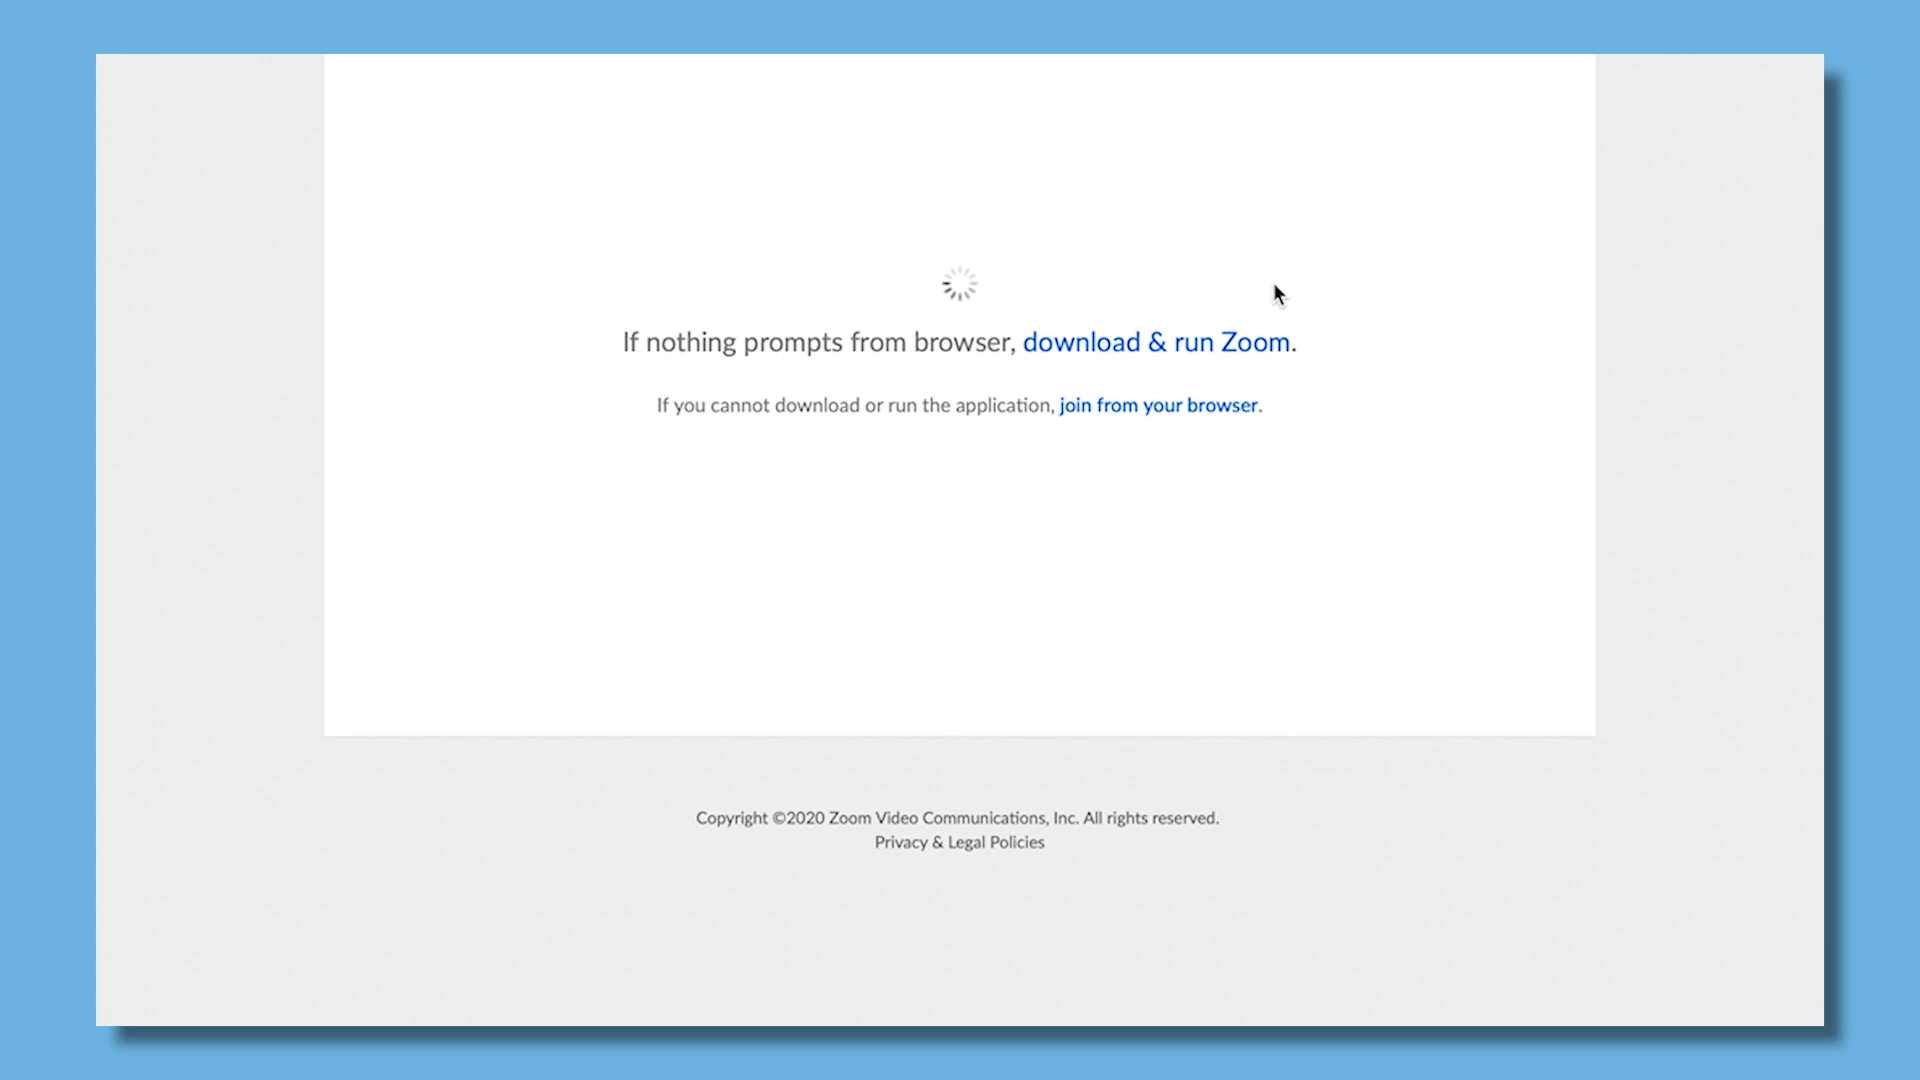 If nothing prompts from browser, download & run Zoom.
If you cannot download or run the application, join from your browser.
Copyright ©2020 Zoom Video Communications, Inc. All rights reserved.
Privacy & Legal Policies